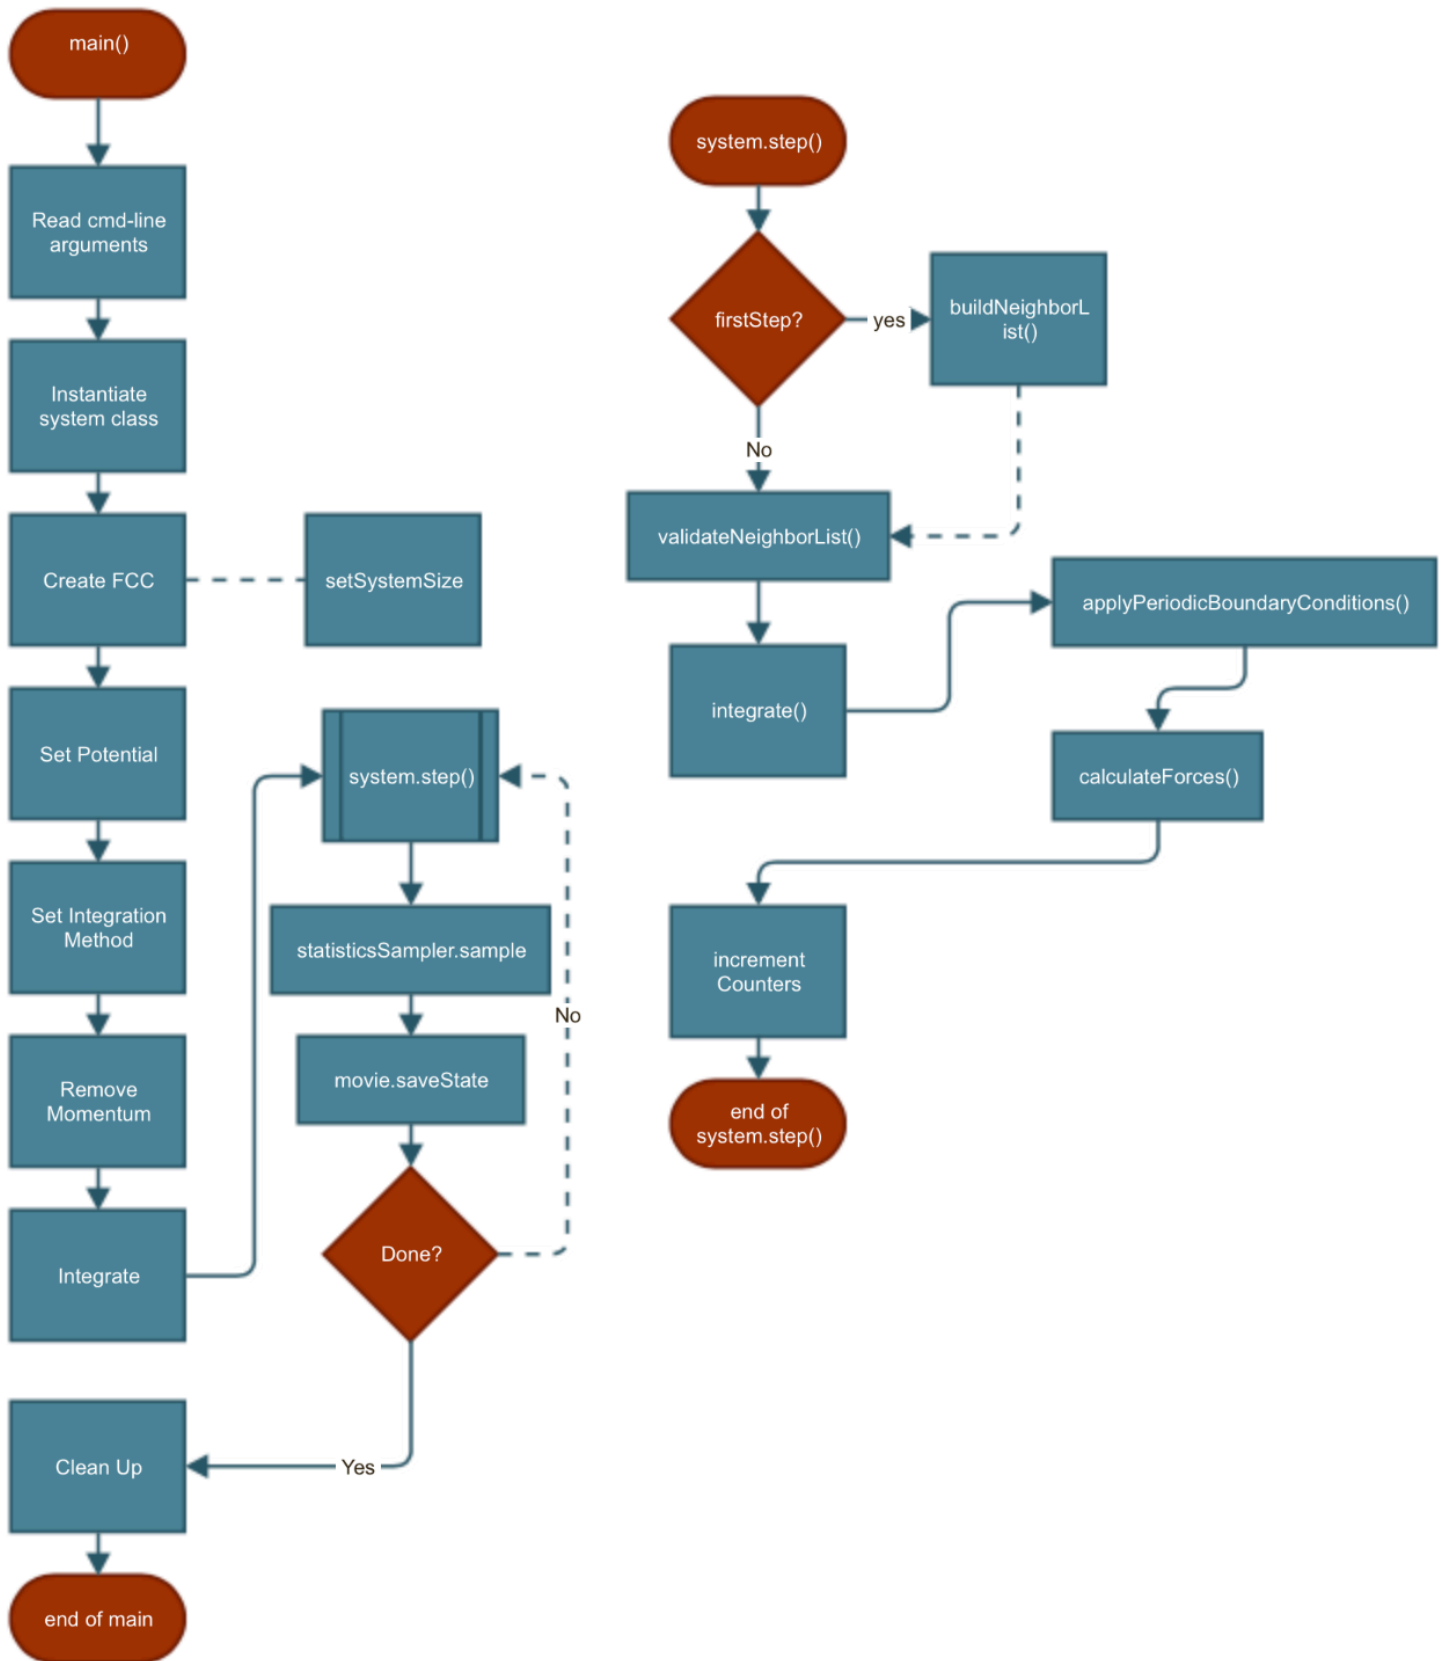 main()
Read cmd-line
arguments
Instantiate
system class
Create FCC
setSystemSize
Set Potential
Set Integration
Method
Remove
Momentum
Integrate
system.step()
statisticsSampler.sample
movie.saveState
Done?
No
Yes
Clean Up
end of main
system.step()
firstStep?
yes
buildNeighborL
ist()
No
validateNeighborList()
integrate()
applyPeriodicBoundaryConditions()
calculateForces()
increment
Counters
end of
system.step()